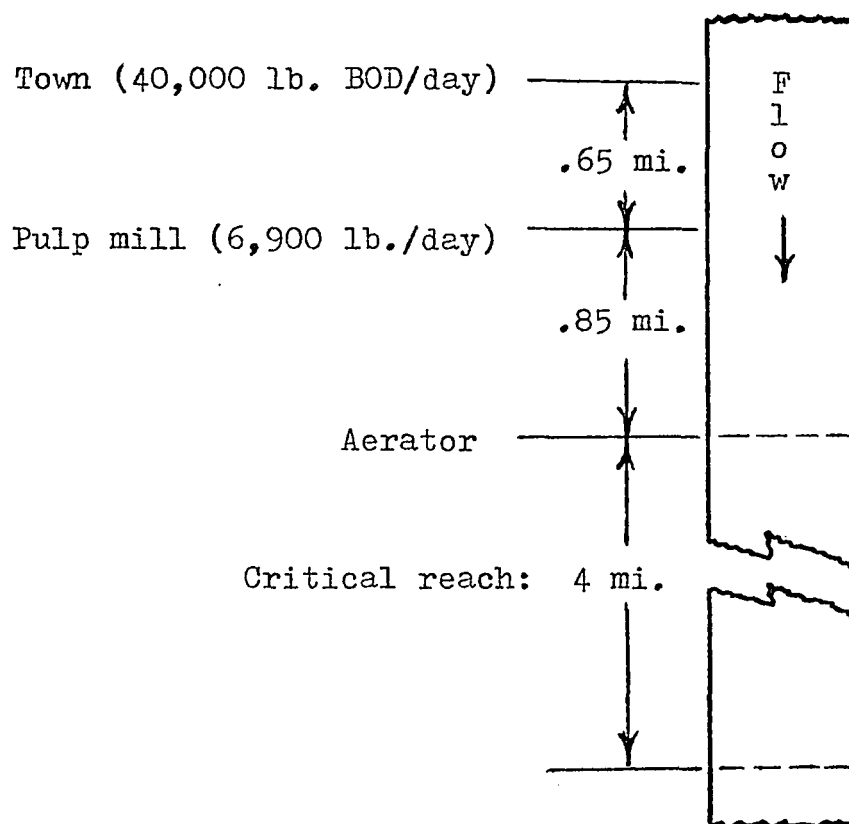 Town (40,000 lb. BOD/day)
.65 mi.
Pulp mill (6,900 lb./day)
.85 mi.
Aerator
Critical reach: 4 mi.
Flow